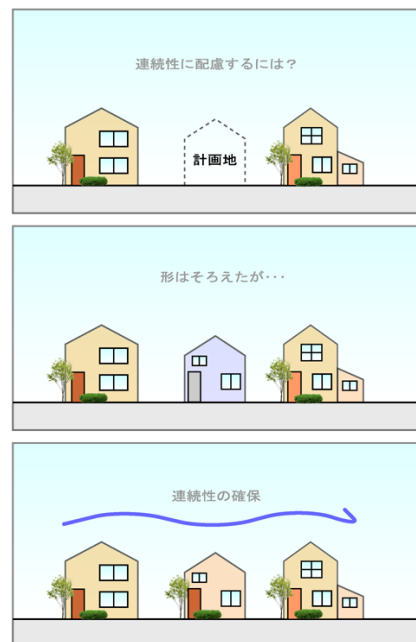 連続性に配慮するには？
計画地
形はそろえたが･･･
連続性の確保